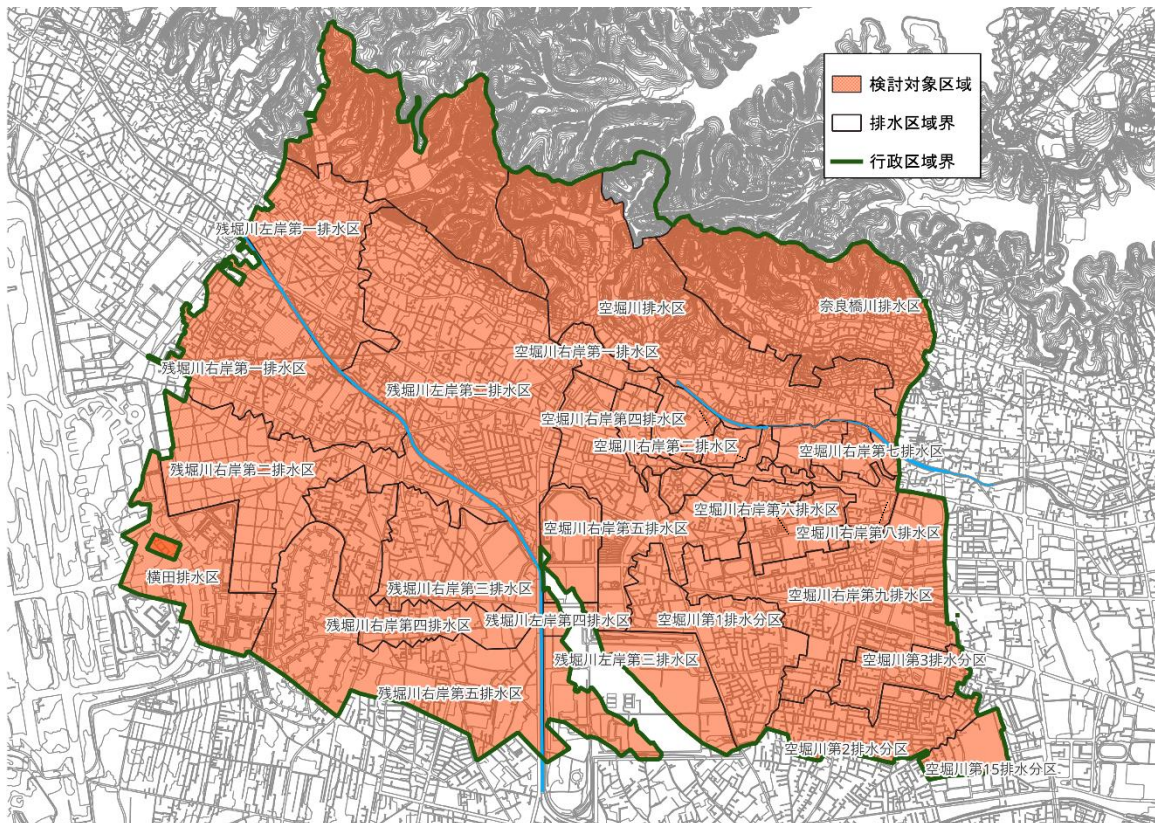 検討対象区域
排水区域界
行政区域界
残堀川左岸第一排水区
空堀川排水区
奈良橋川排水区
空堀川右岸第一排水区
残堀川右岸第一排水区
残堀川左岸第二排水区
空堀川右岸第四排水区
空堀川右岸第二排水区
空堀川右岸第七排水区
残堀川右岸第二排水区
空堀川右岸第六排水区
空堀川右岸第五排水区
空堀川右岸第八排水区
横田排水区
残堀川右岸第三排水区
空堀川右岸第九排水区
残堀川右岸第四排水区
残堀川左岸第四排水区
空堀川第1排水分区
残堀川左岸第三排水区
空堀川第3排水分区
残堀川右岸第五排水区
空堀川第2排水分区
空堀川第15排水分区